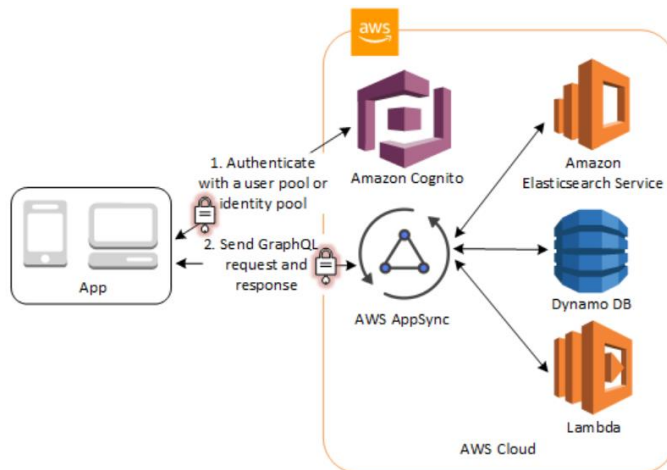 aws
1. Authenticate
with a user pool or
identity pool
Amazon Cognito
Amazon
Elasticsearch Service
2. Send GraphQL
request and
response
App
AWS AppSync
Dynamo DB
Lambda
AWS Cloud